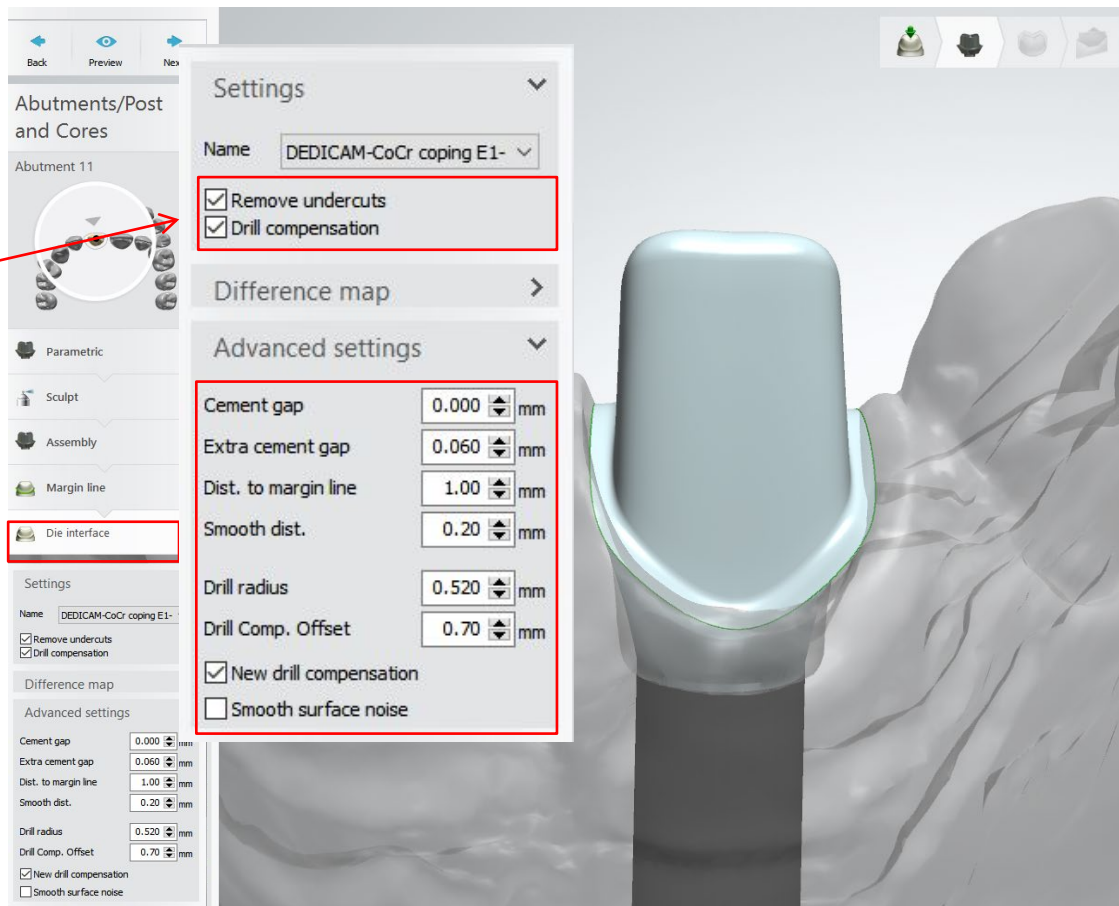 Back Preview Nex
Abutments/Post
and Cores
Abutment 11
Parametric
Sculpt
Assembly
Margin line
Die interface
Settings
Name DEDICAM-CoCr coping E1-
Remove undercuts
Drill compensation
Difference map
Advanced settings
Cement gap 0.000 mm
Extra cement gap 0.060 mm
Dist. to margin line 1.00 mm
Smooth dist. 0.20 mm
Drill radius 0.520 mm
Drill Comp. Offset 0.70 mm
New drill compensation
Smooth surface noise
Settings
Name DEDICAM-CoCr coping E1-
Remove undercuts
Drill compensation
Difference map
Advanced settings
Cement gap 0.000 mm
Extra cement gap 0.060 mm
Dist. to margin line 1.00 mm
Smooth dist. 0.20 mm
Drill radius 0.520 mm
Drill Comp. Offset 0.70 mm
New drill compensation
Smooth surface noise